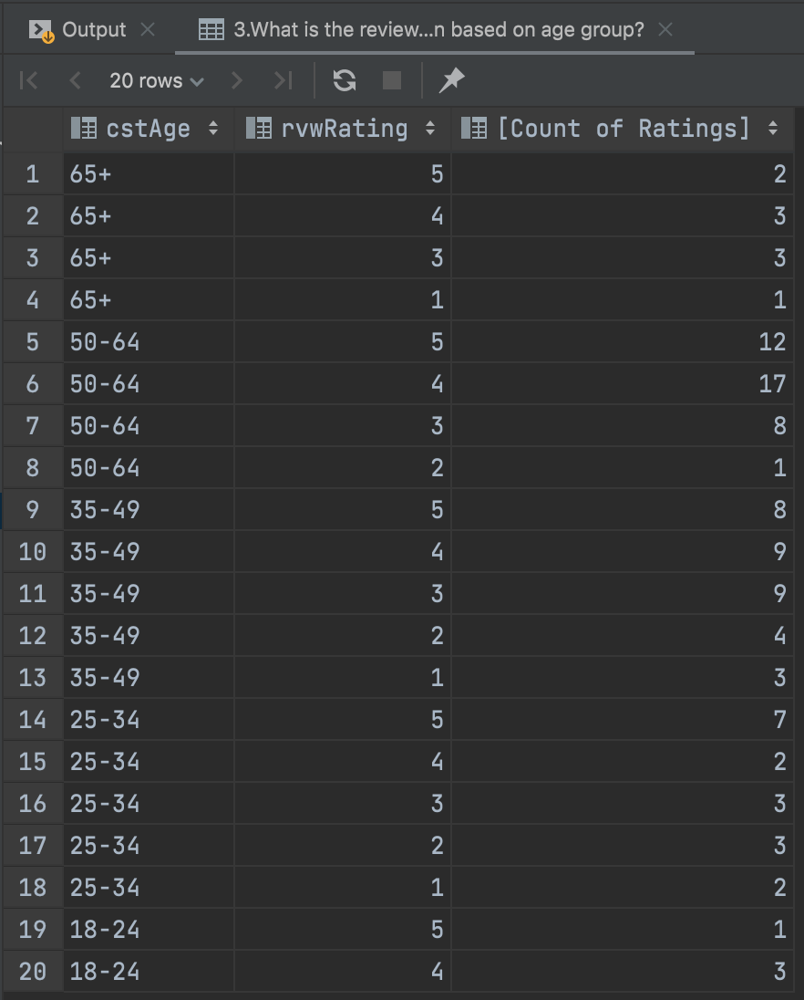 Output
3.What is the review...n based on age group?
20 rows
cstAge rvwRating [Count of Ratings]
1 65+ 5 2
2 65+ 4 3
3 65+ 3 3
4 65+ 1 1
5 50-64 5 12
6 50-64 4 17
7 50-64 3 8
8 50-64 2 1
9 35-49 5 8
10 35-49 4 9
11 35-49 3 9
12 35-49 2 4
13 35-49 1 3
14 25-34 5 7
15 25-34 4 2
16 25-34 3 3
17 25-34 2 3
18 25-34 1 2
19 18-24 5 1
20 18-24 4 3